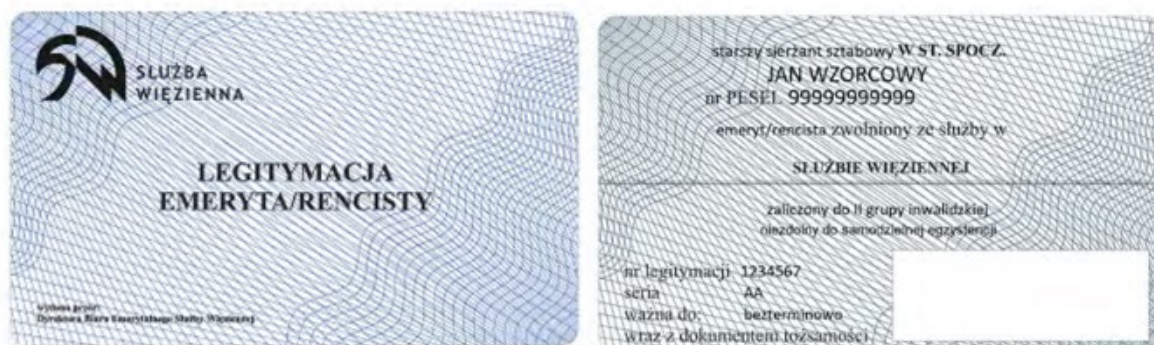 SŁUŻBA
WIĘZIENNA
LEGITYMACJA
EMERYTA/RENCISTY
wydana przez:
Dyrektora Biura Emerytalnego Służby Więziennej
starszy sierżant sztabowy W ST. SPOCZ.
JAN WZORCOWY
nr PESEL 99999999999
emeryt/rencista zwolniony ze służby w
SŁUŻBIE WIĘZIENNEJ
zaliczony do II grupy inwalidzkiej
niezdolny do samodzielnej egzystencji
nr legitymacji 1234567
seria AA
ważna do: bezterminowo
wraz z dokumentem tożsamości